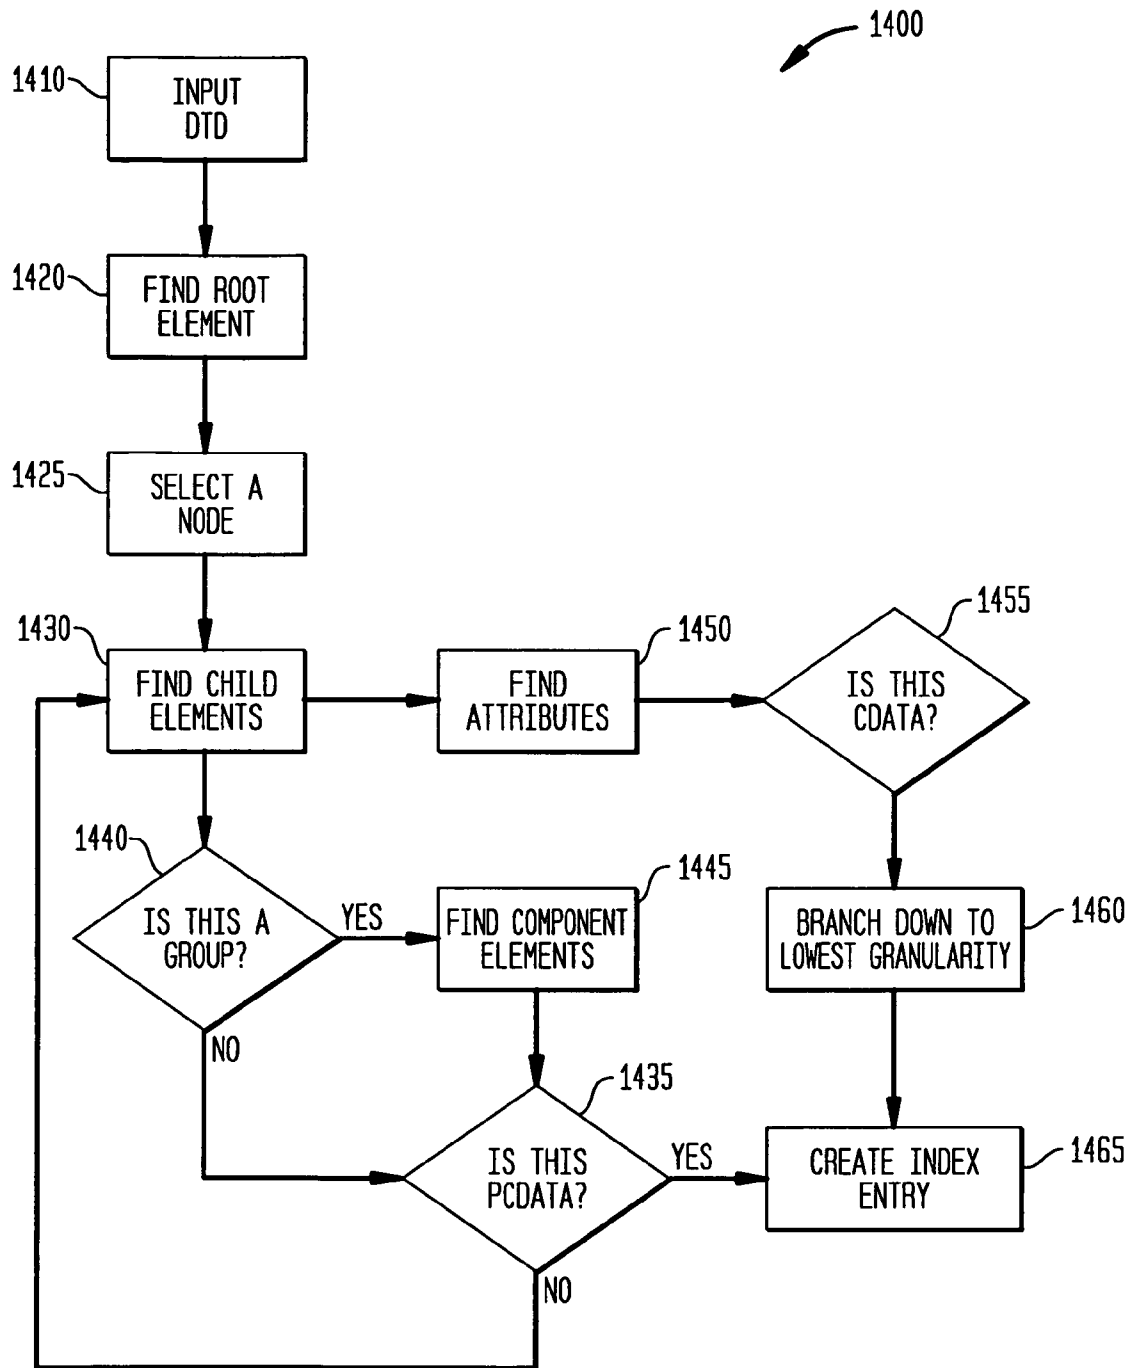 1400
1410
INPUT
DTD
1420
FIND ROOT
ELEMENT
1425
SELECT A
NODE
1430
FIND CHILD
ELEMENTS
1450
FIND
ATTRIBUTES
1455
IS THIS
CDATA?
1440
IS THIS A
GROUP?
YES
NO
1445
FIND COMPONENT
ELEMENTS
1460
BRANCH DOWN TO
LOWEST GRANULARITY
1435
IS THIS
PCDATA?
YES
NO
1465
CREATE INDEX
ENTRY